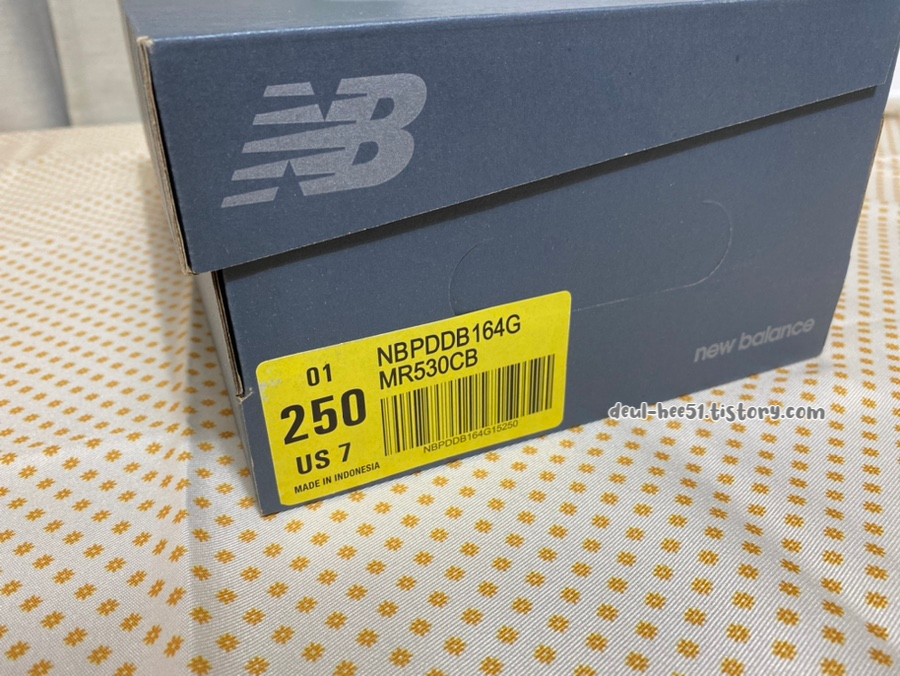 NB
new balance
01
250
US 7
MADE IN INDONESIA
NBPDDB164G
MR530CB
NBPDDB164G15250
deul-hee51.tistory.com